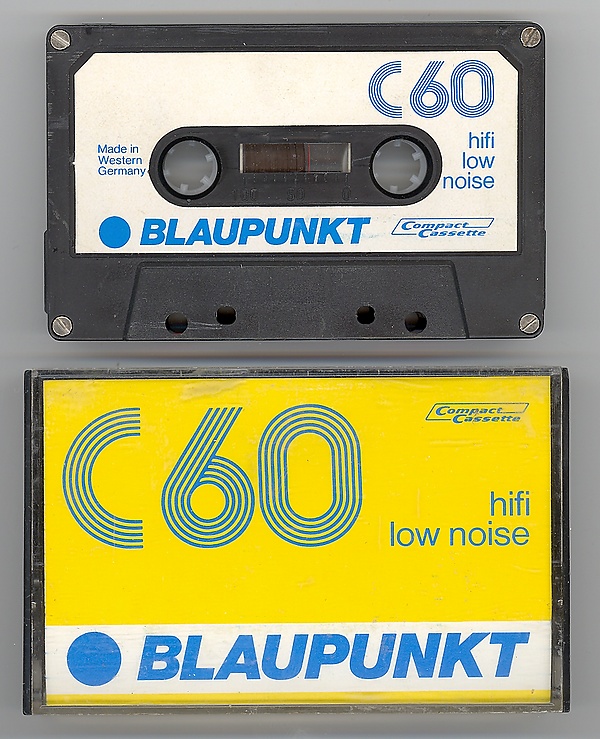 C60
hifi
low
noise
Made in
Western
Germany
BLAUPUNKT
Compact
Cassette
C60
Compact
Cassette
hifi
low noise
BLAUPUNKT